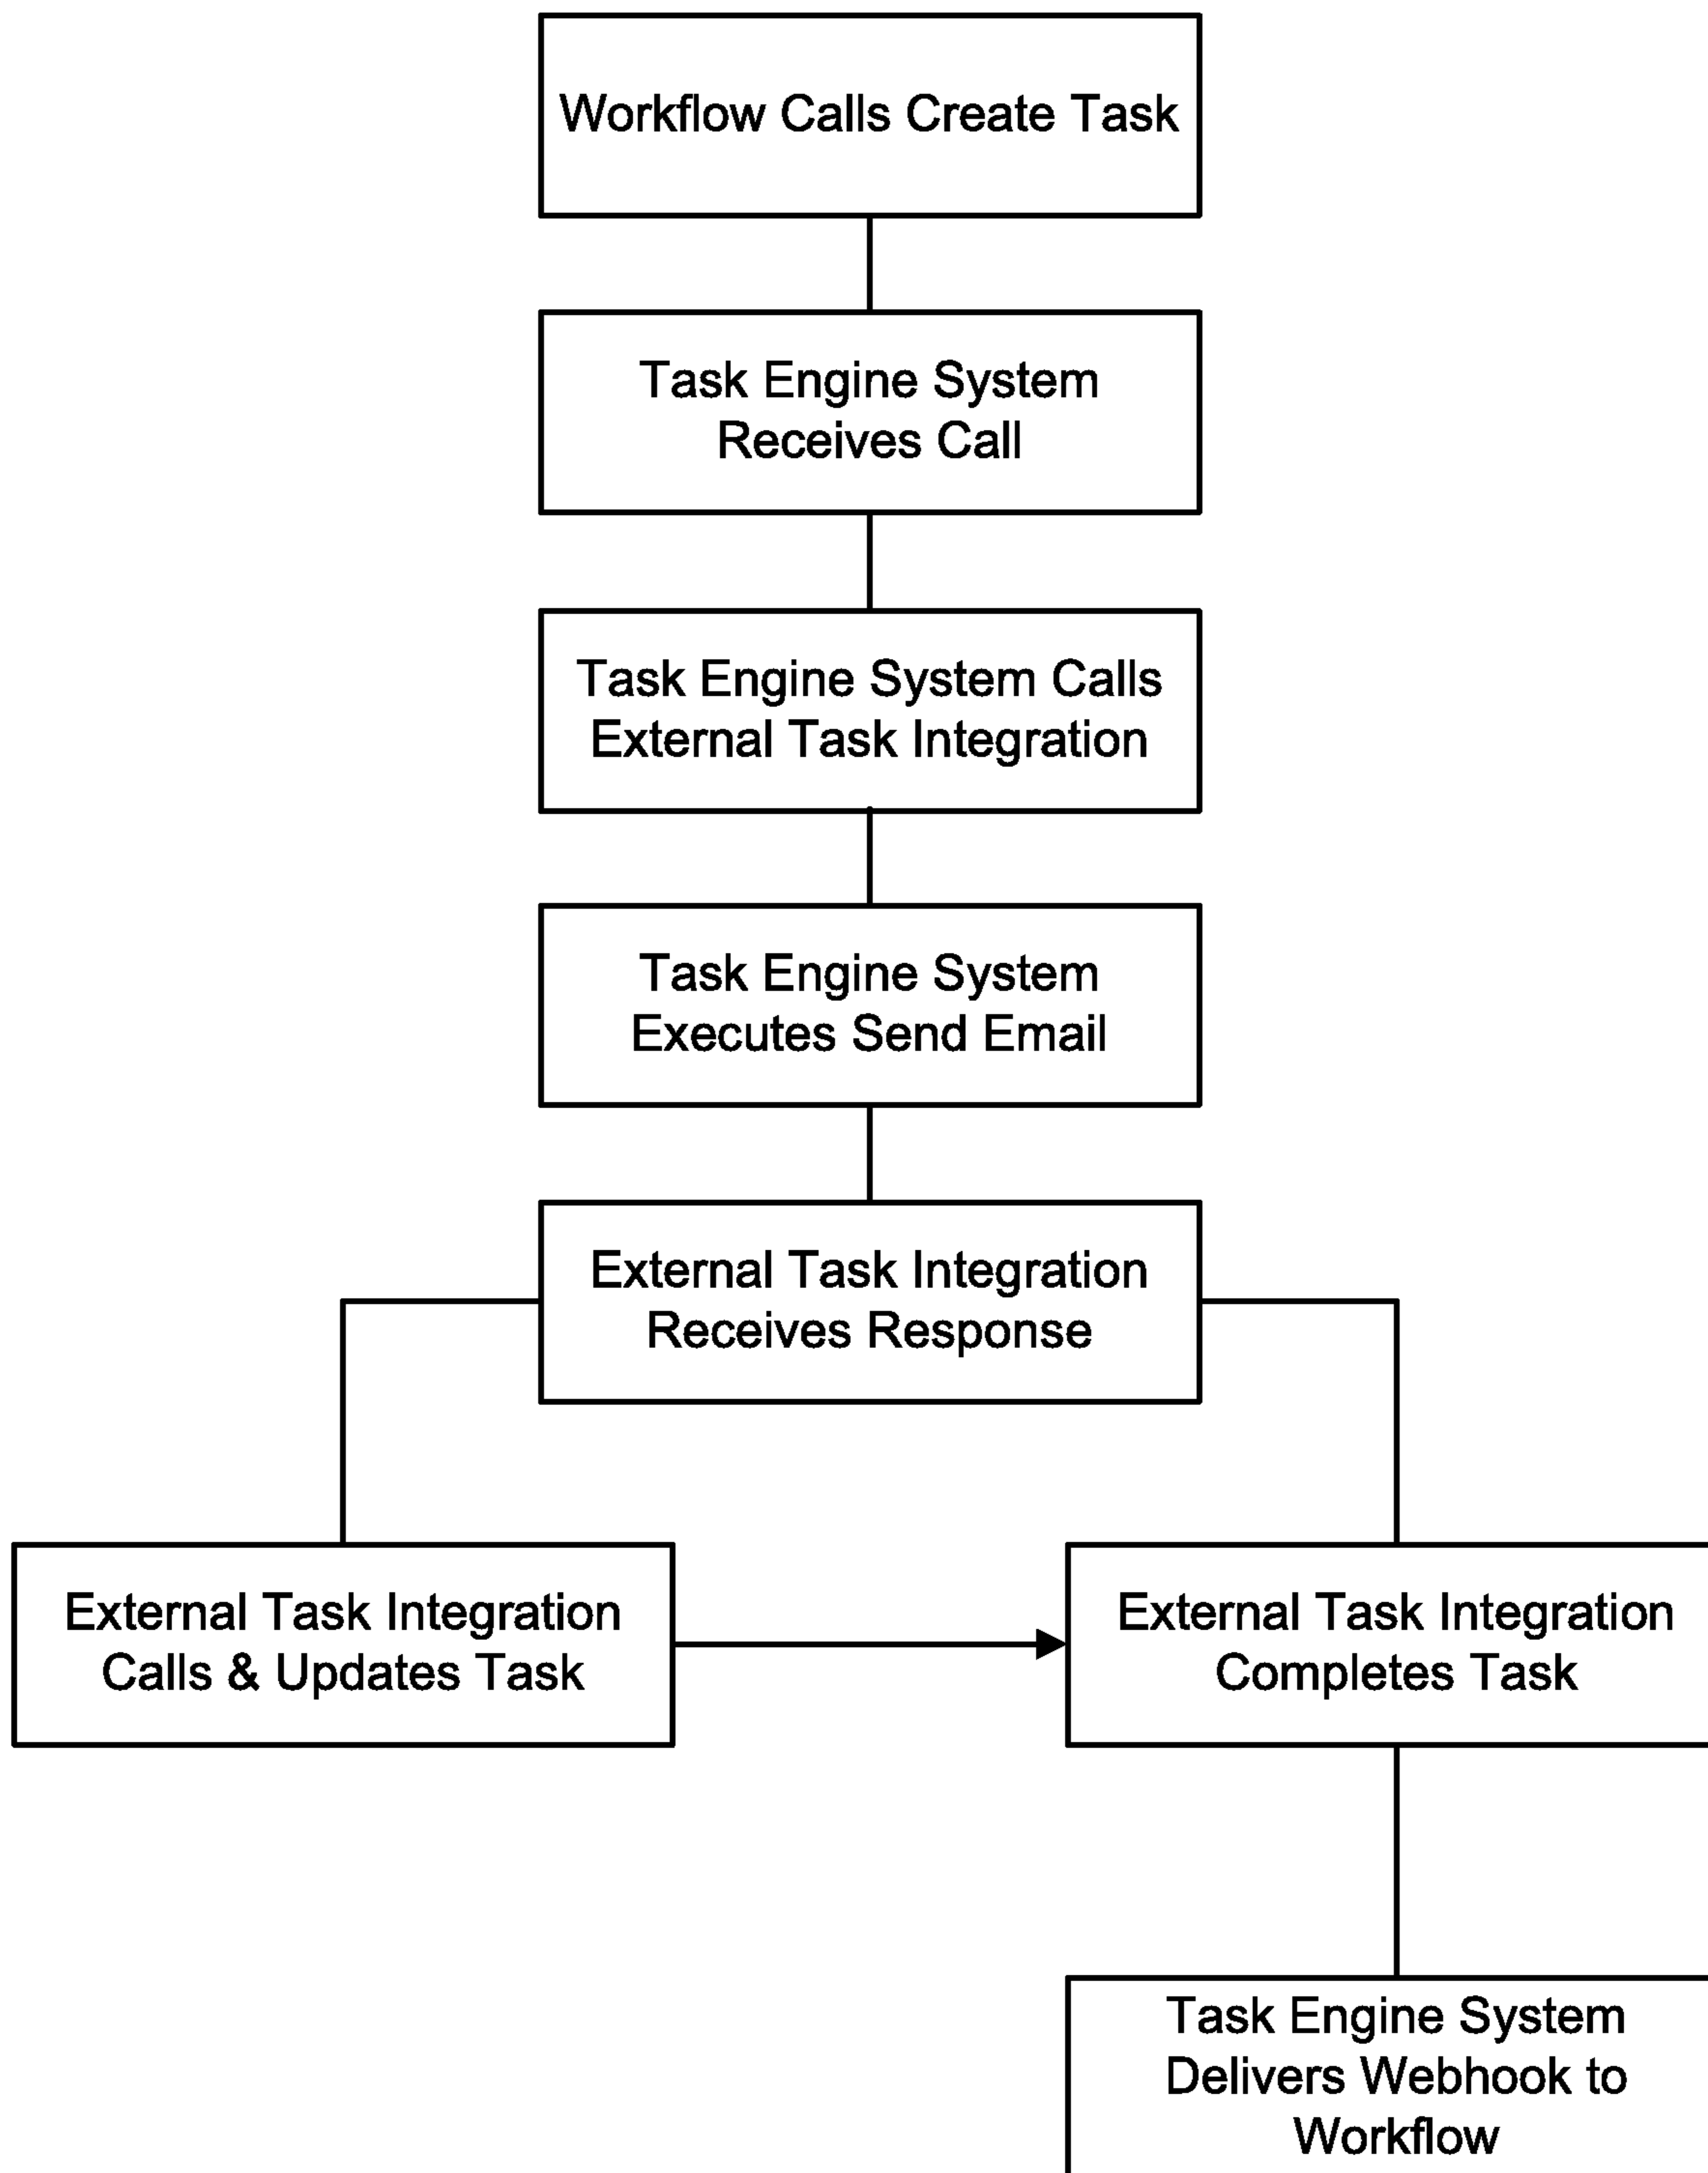 Workflow Calls Create Task
Task Engine System
Receives Call
Task Engine System Calls
External Task Integration
Task Engine System
Executes Send Email
External Task Integration
Receives Response
External Task Integration
Calls & Updates Task
External Task Integration
Completes Task
Task Engine System
Delivers Webhook to
Workflow